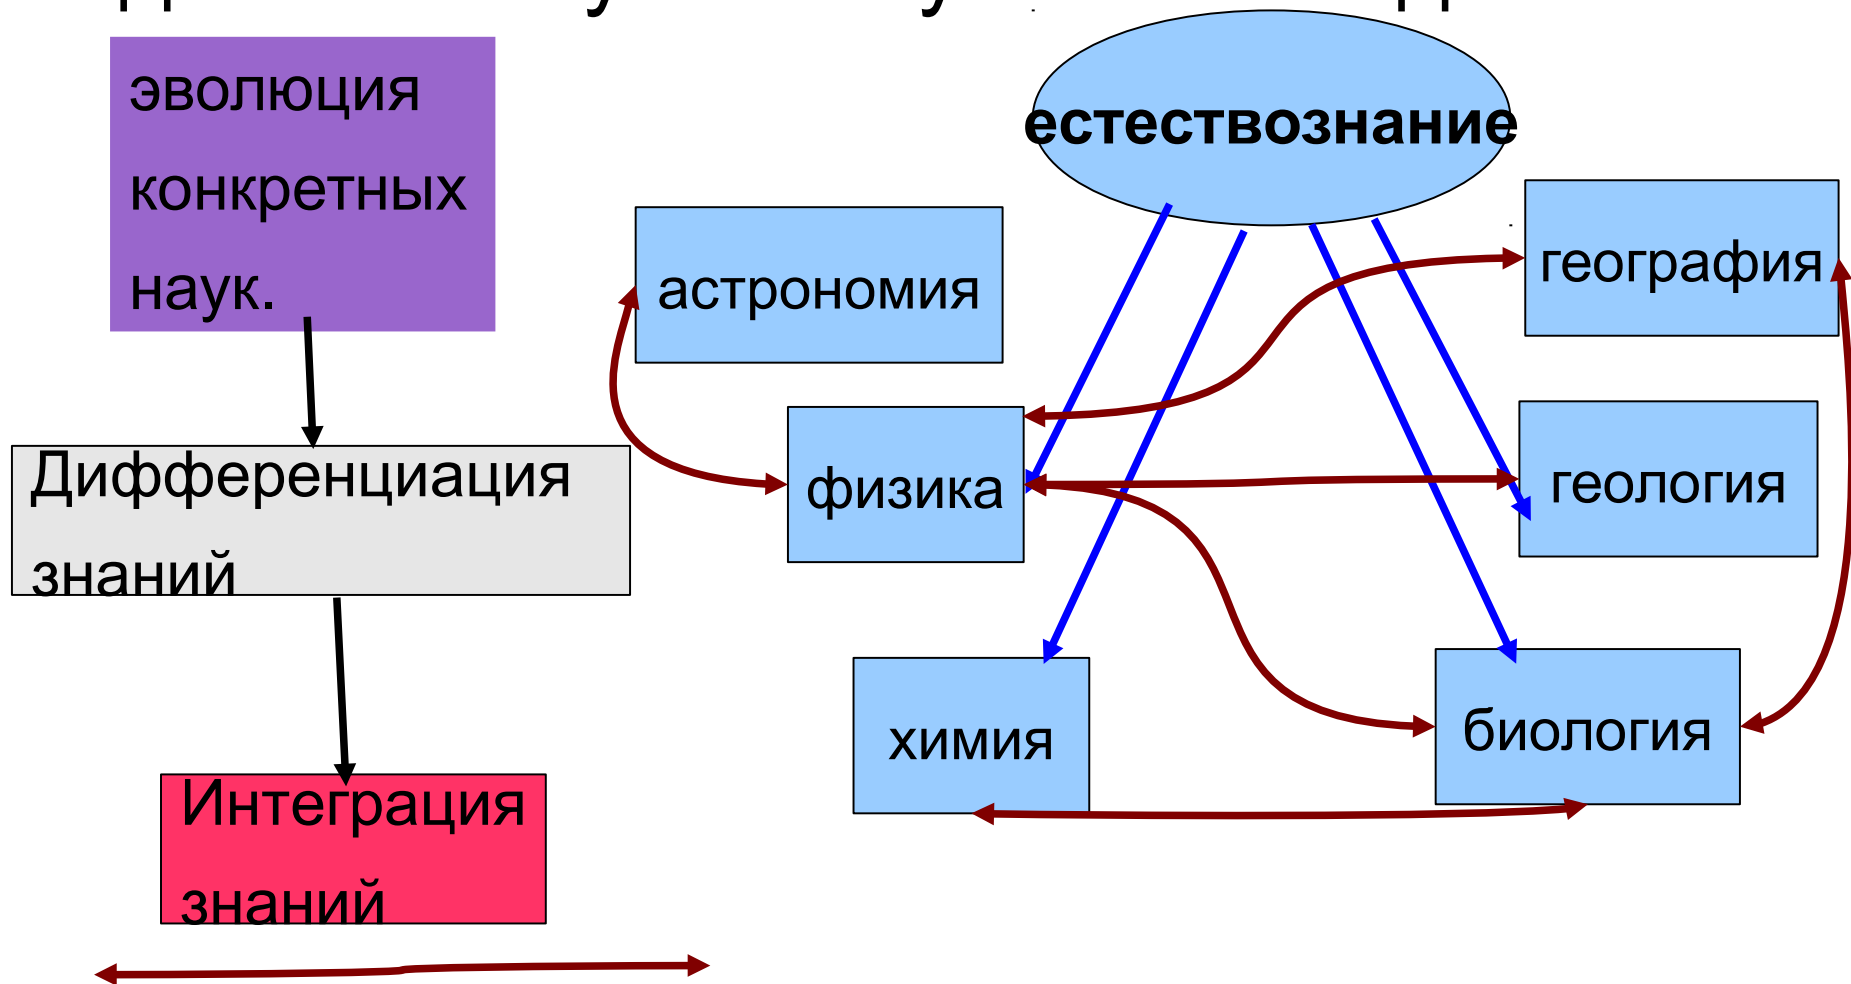 эволюция
конкретных
наук.
Дифференциация
знаний
Интеграция
знаний
естествознание
астрономия
география
физика
геология
химия
биология